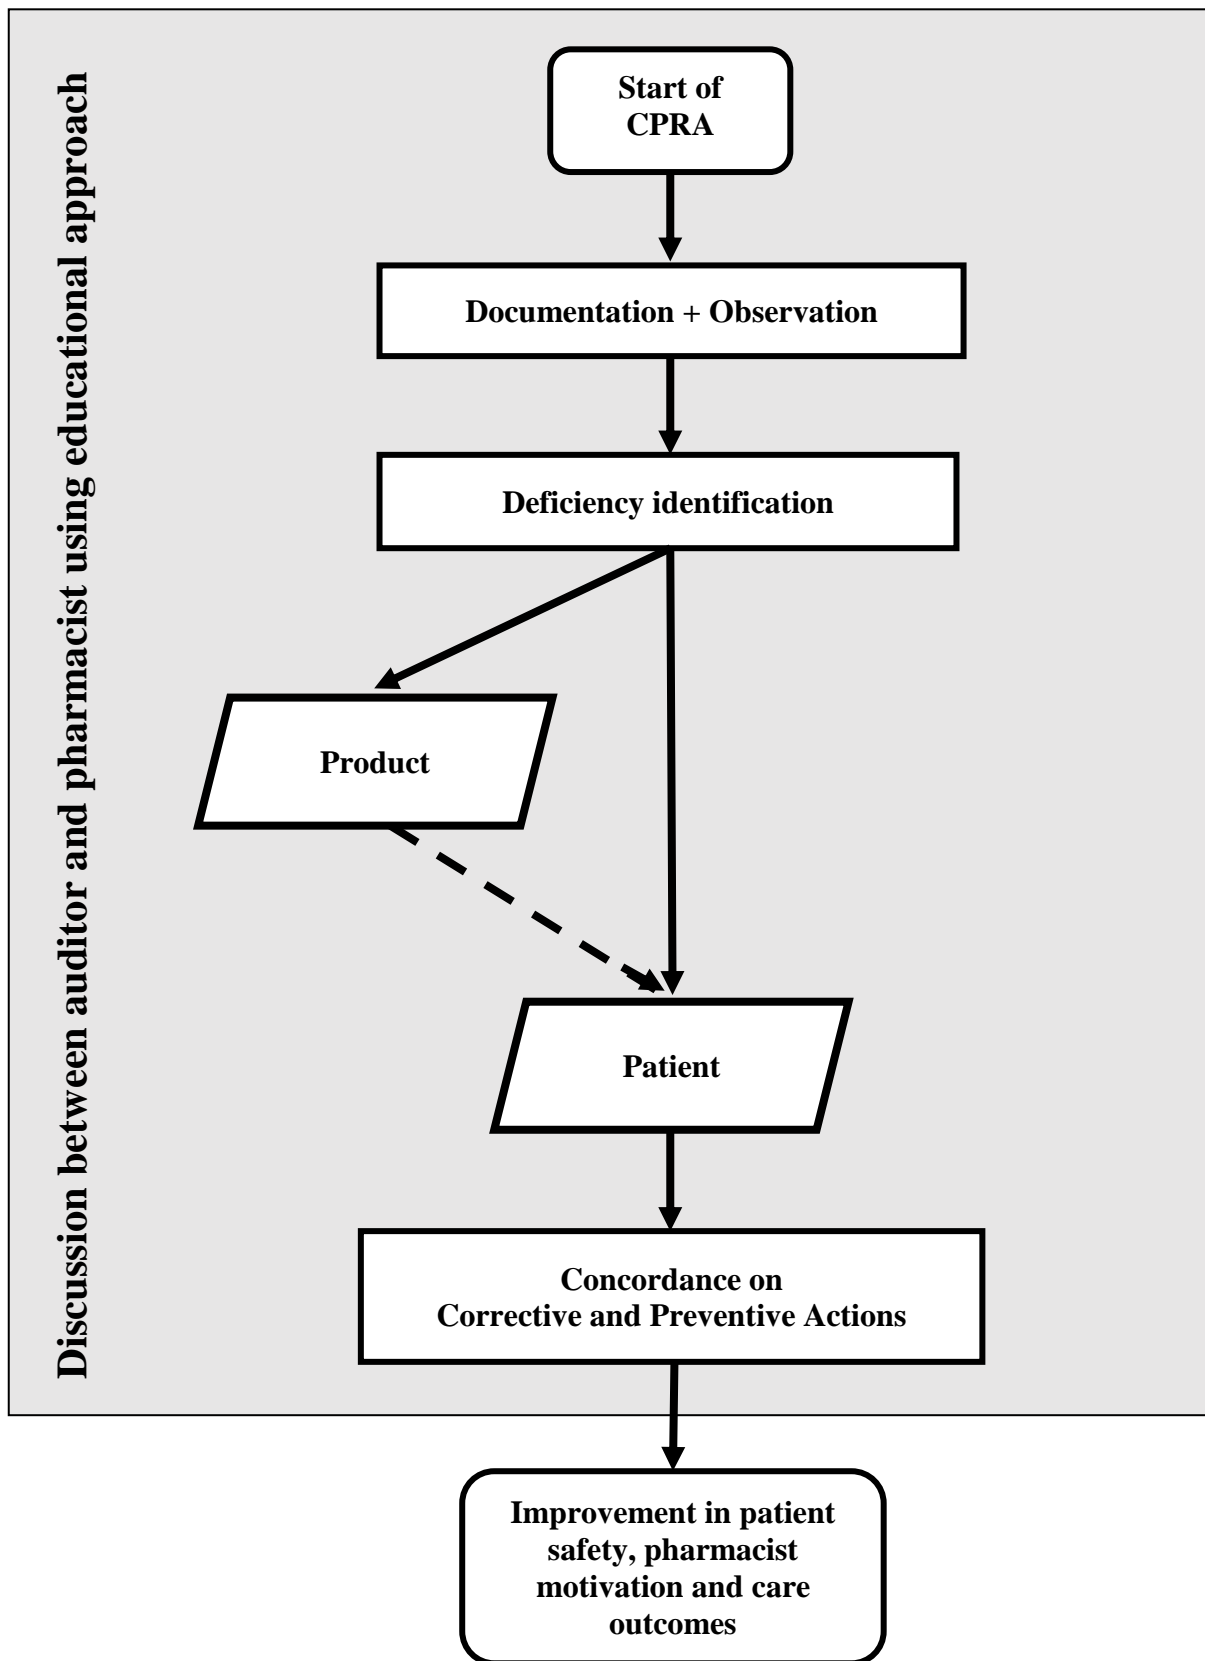 Discussion between auditor and pharmacist using educational approach
Start of
CPRA
Documentation + Observation
Deficiency identification
Product
Patient
Concordance on
Corrective and Preventive Actions
Improvement in patient
safety, pharmacist
motivation and care
outcomes